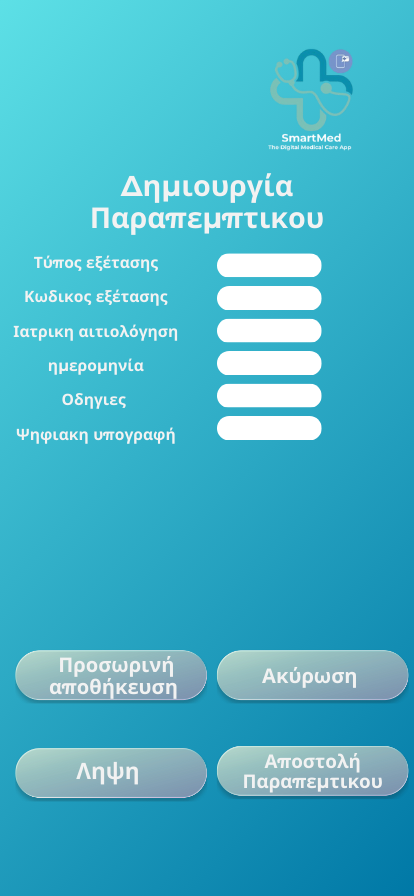 SmartMed
The Digital Medical Care App
Δημιουργία
Παραπεμπτικου
Τύπος εξέτασης
Κωδικος εξέτασης
Ιατρικη αιτιολόγηση
ημερομηνία
Οδηγιες
Ψηφιακη υπογραφή
Προσωρινή
αποθήκευση
Ακύρωση
Ληψη
Αποστολή
Παραπεμτικου